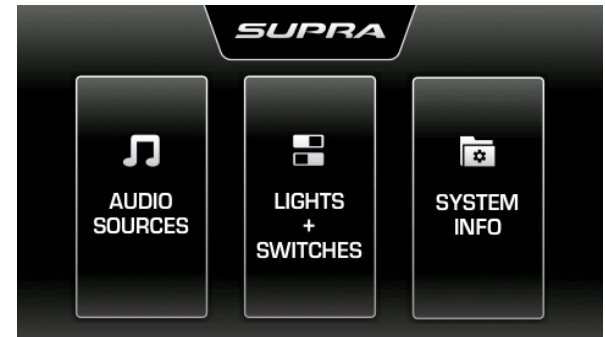 SUPRA
AUDIO
SOURCES
LIGHTS
+
SWITCHES
SYSTEM
INFO